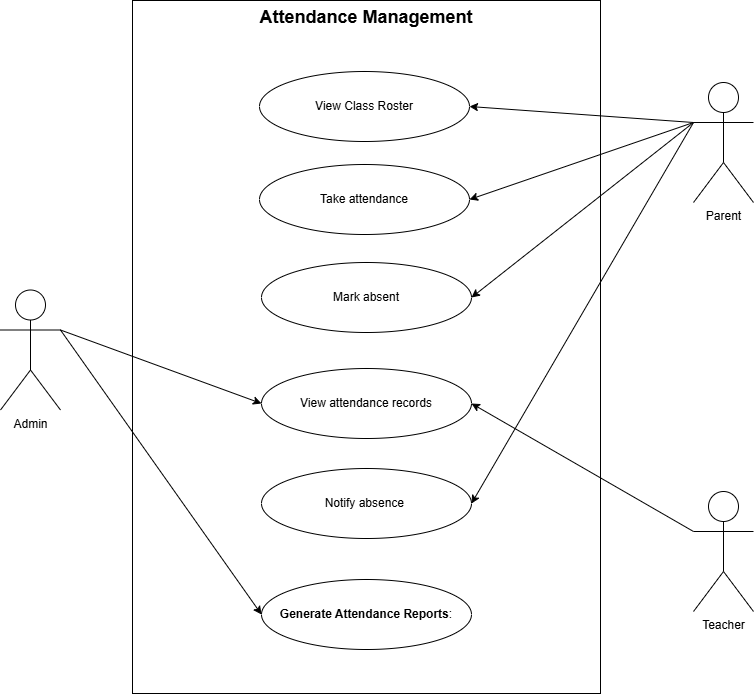 Attendance Management
View Class Roster
Take attendance
Parent
Mark absent
Admin
View attendance records
Notify absence
Generate Attendance Reports:
Teacher